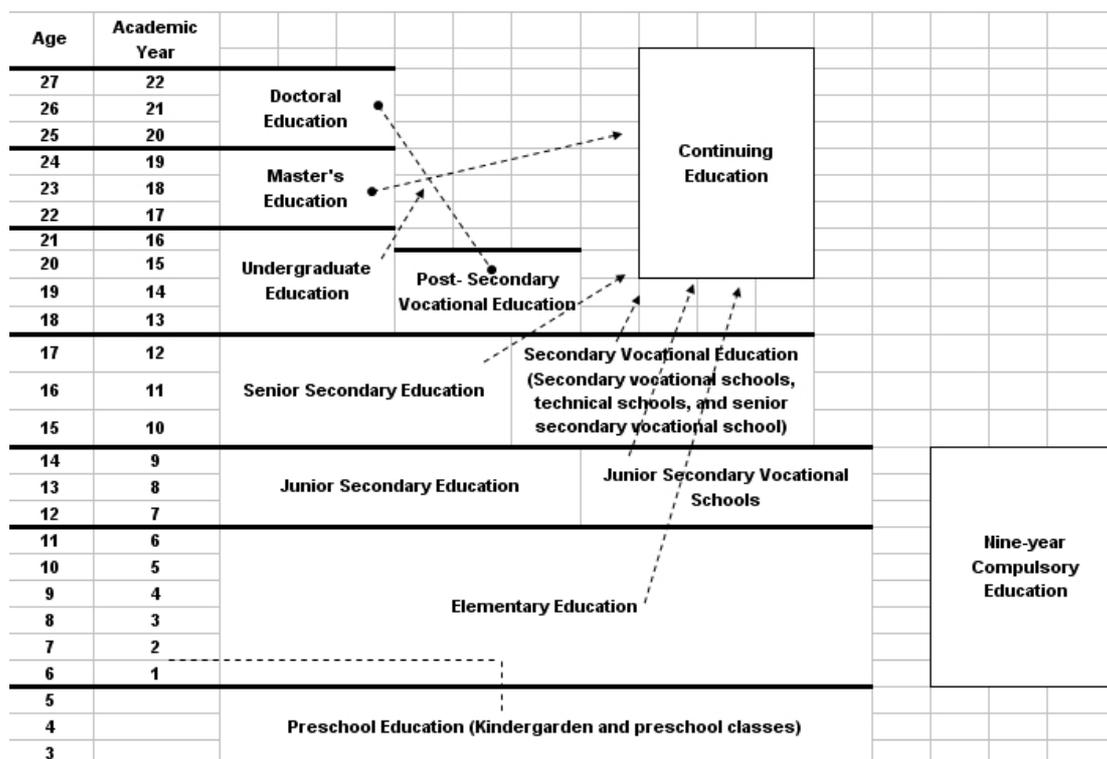 Age
Academic
Year
27 22
26 21
25 20
Doctoral
Education
24 19
23 18
22 17
Master's
Education
Continuing
Education
21 16
20 15
19 14
18 13
Undergraduate
Education
Post- Secondary
Vocational Education
17 12
16 11
15 10
Senior Secondary Education
Secondary Vocational Education
(Secondary vocational schools,
technical schools, and senior
secondary vocational school)
14 9
13 8
12 7
Junior Secondary Education
Junior Secondary Vocational
Schools
11 6
10 5
9 4
8 3
7 2
6 1
Elementary Education
Nine-year
Compulsory
Education
5
4
3
Preschool Education (Kindergarden and preschool classes)